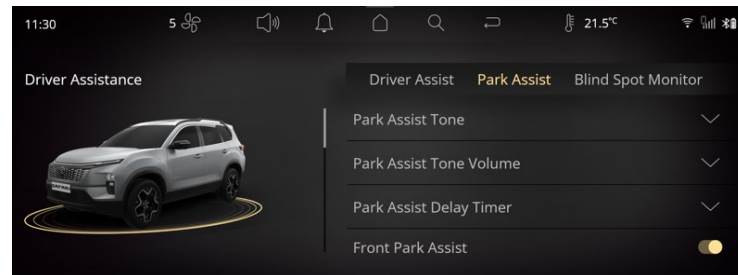 11:30
5
21.5°C
Driver Assistance
Driver Assist Park Assist Blind Spot Monitor
Park Assist Tone
Park Assist Tone Volume
Park Assist Delay Timer
Front Park Assist